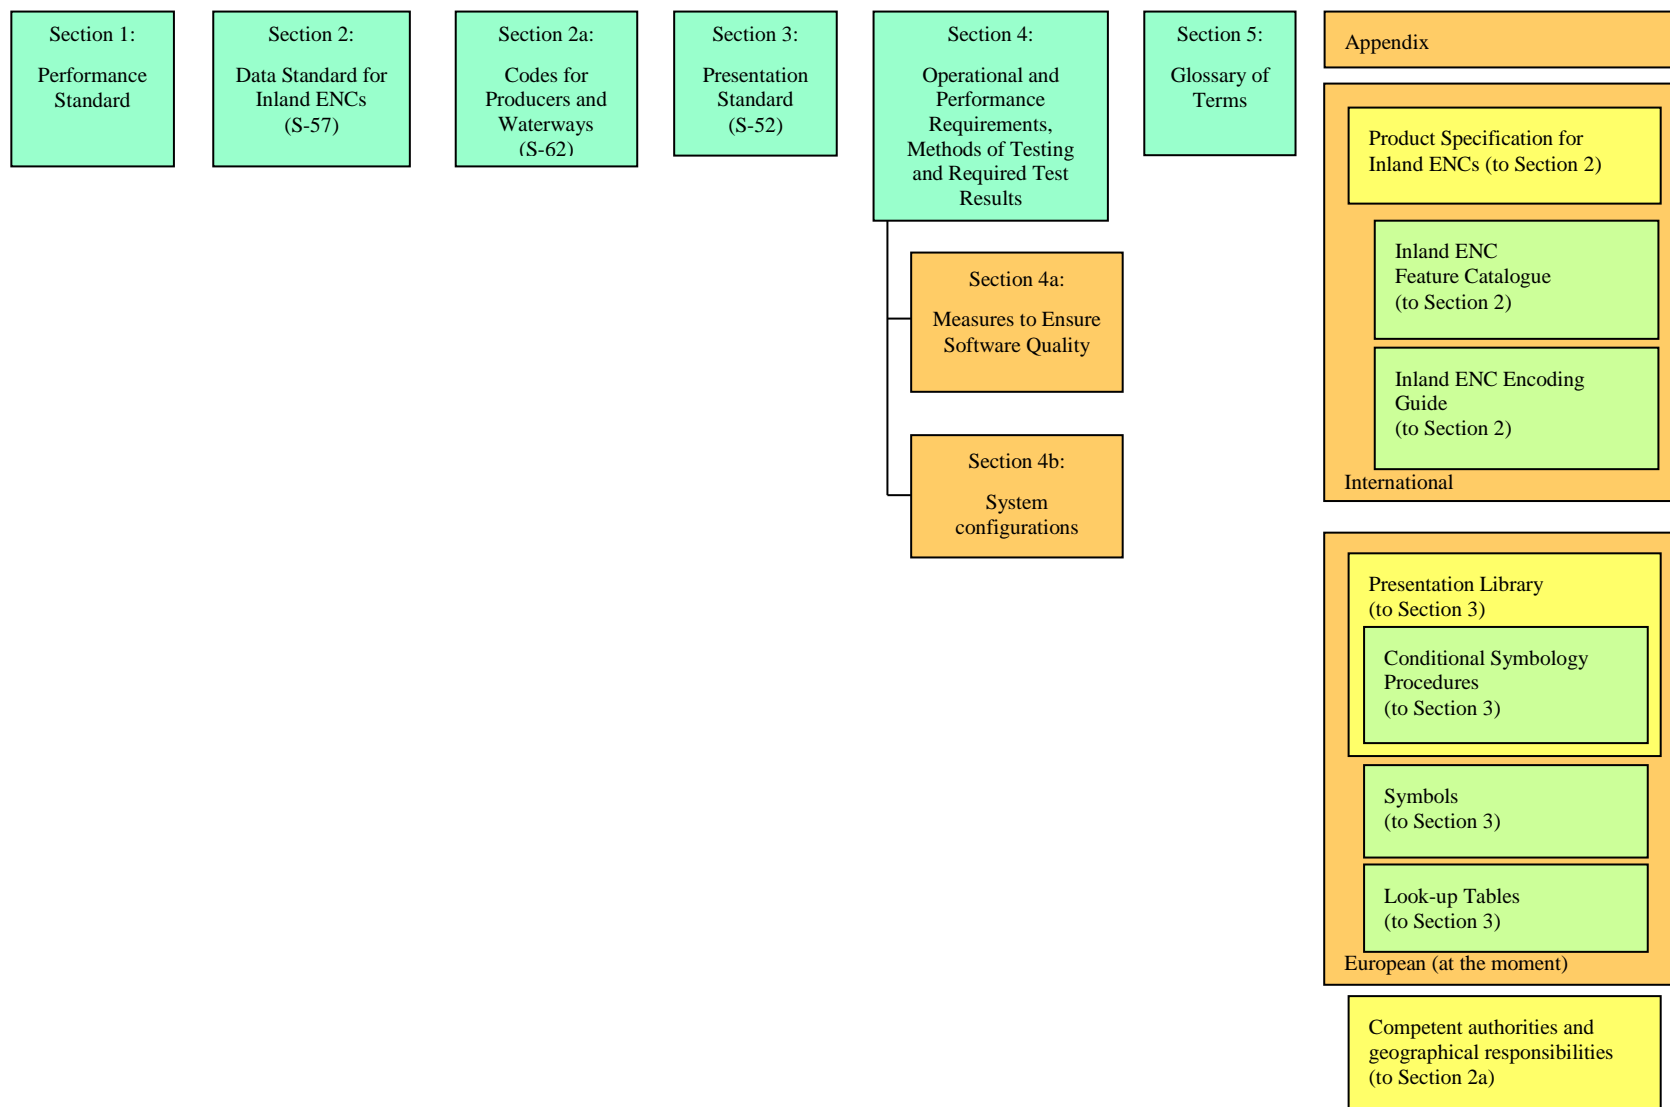 Section 1:
Performance
Standard
Section 2:
Data Standard for
Inland ENCs
(S-57)
Section 2a:
Codes for
Producers and
Waterways
(S-62)
Section 3:
Presentation
Standard
(S-52)
Section 4:
Operational and
Performance
Requirements,
Methods of Testing
and Required Test
Results
Section 4a:
Measures to Ensure
Software Quality
Section 4b:
System
configurations
Section 5:
Glossary of
Terms
Appendix
Product Specification for
Inland ENCs (to Section 2)
Inland ENC
Feature Catalogue
(to Section 2)
Inland ENC Encoding
Guide
(to Section 2)
International
Presentation Library
(to Section 3)
Conditional Symbology
Procedures
(to Section 3)
Symbols
(to Section 3)
Look-up Tables
(to Section 3)
European (at the moment)
Competent authorities and
geographical responsibilities
(to Section 2a)